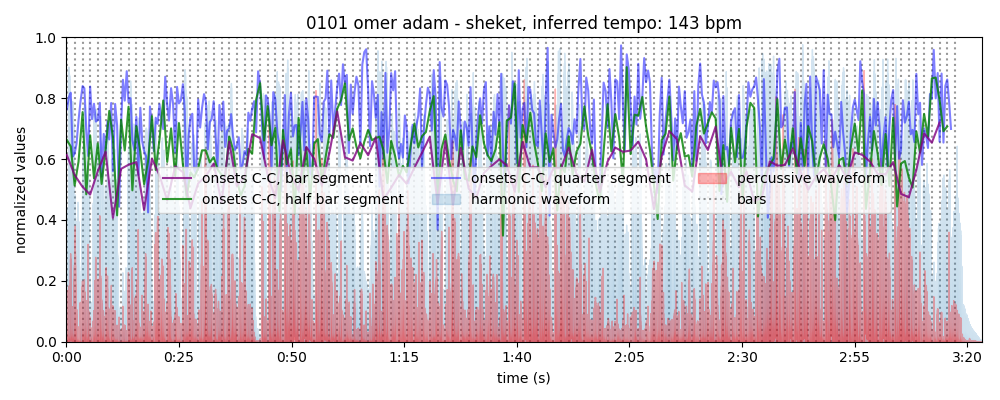 0101 omer adam - sheket, inferred tempo: 143 bpm
normalized values
1.0
0.8
0.6
0.4
0.2
0.0
onsets C-C, bar segment
onsets C-C, half bar segment
onsets C-C, quarter segment
harmonic waveform
percussive waveform
bars
0:00 0:25 0:50 1:15 1:40 2:05 2:30 2:55 3:20
time (s)